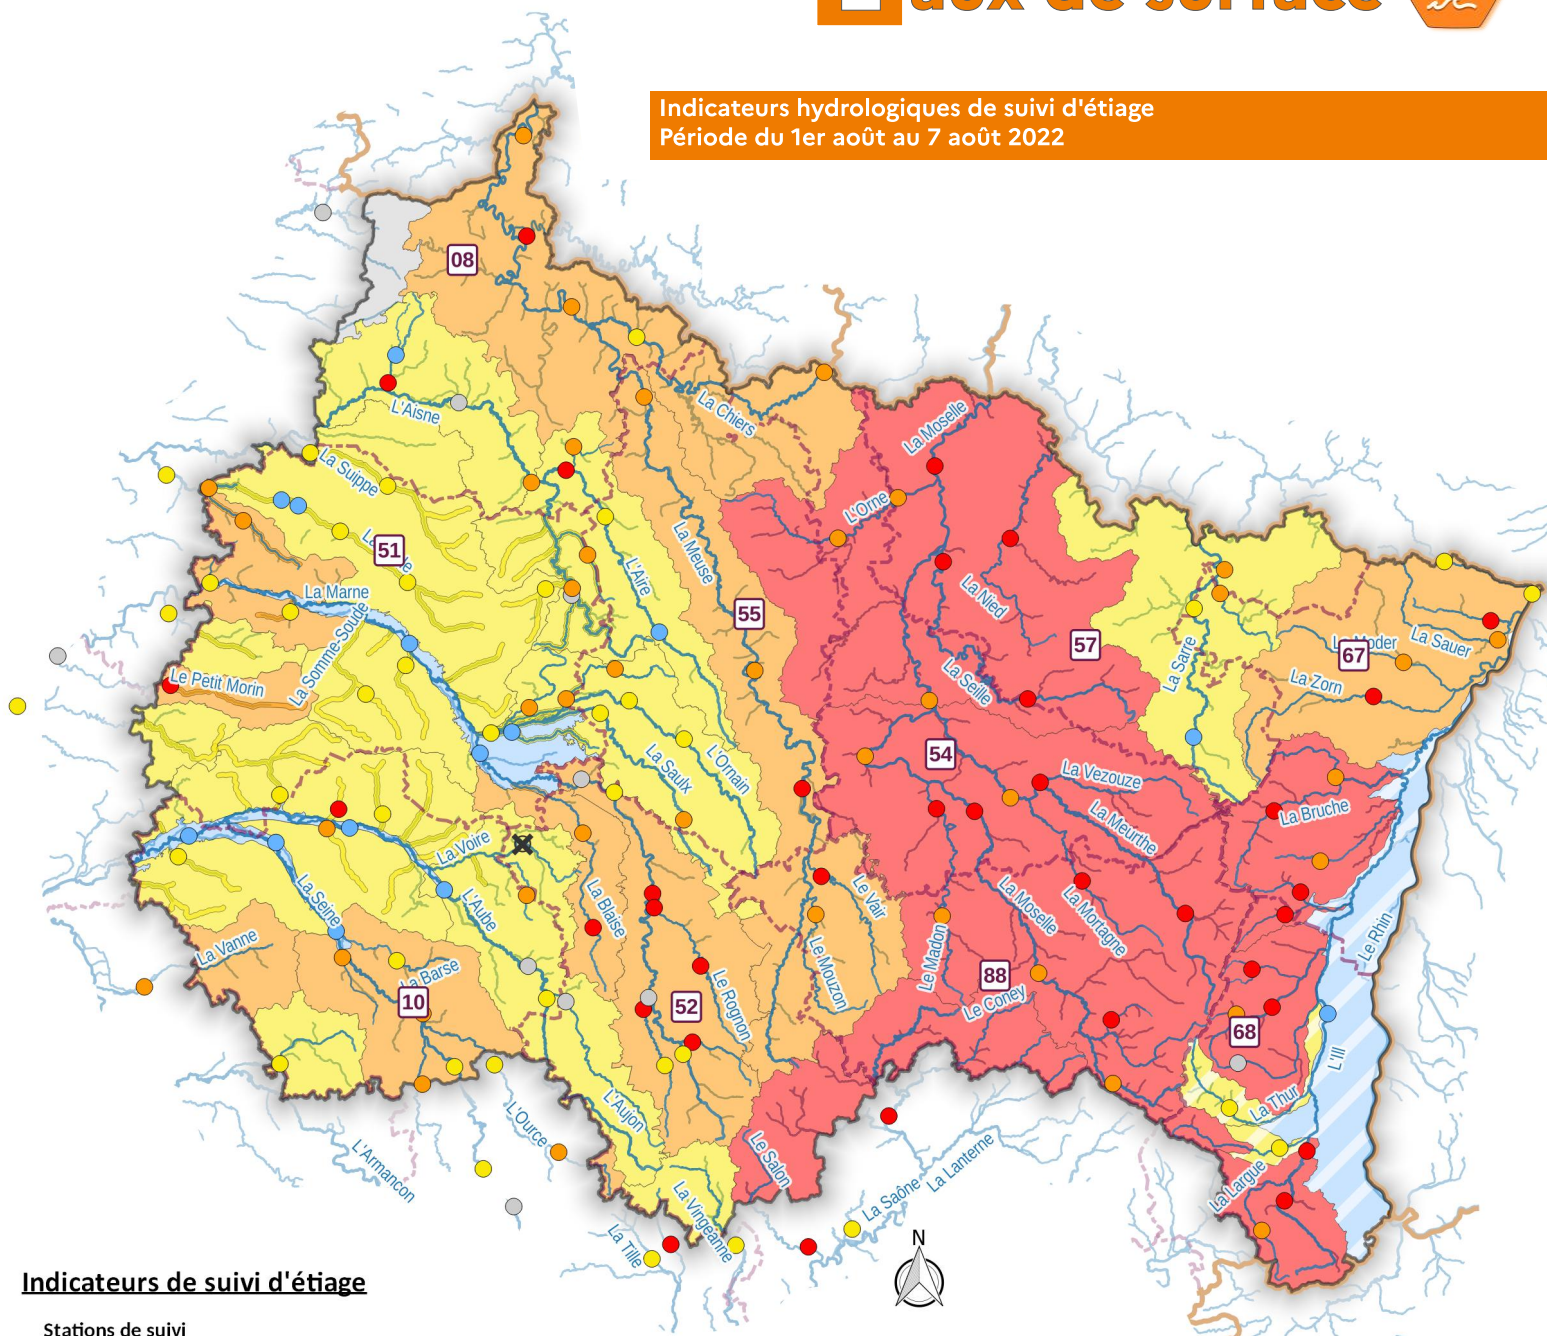 aux de surface
Indicateurs hydrologiques de suivi d'étiage
Période du 1er août au 7 août 2022
08
La Chiers
L'Aisne
La Moselle
La Suippe
L'Orne
51
La
La Meuse
L'Aire
La Marne
La Nied
55
57
La Somme-Soude
La Sarre
67
La Sauer
Le Petit Morin
La Seille
La Zorn
54
La Saulx
L'Ornain
La Vezouze
La Meurthe
La Bruche
La Voire
La Seine
L'Aube
La Blaise
Le Vair
La Moselle
La Mortagne
La Vanne
La Barse
Le Mouzon
Le Madon
Le Rhin
10
52
Le Rognon
88
Le Coney
68
L'Ill
L'Aujon
L'Ource
La Thur
L'Armançon
Le Salon
La Lanterne
La Largue
La Saône
La Vingeanne
La Tille
N
Indicateurs de suivi d'étiage
Stations de suivi